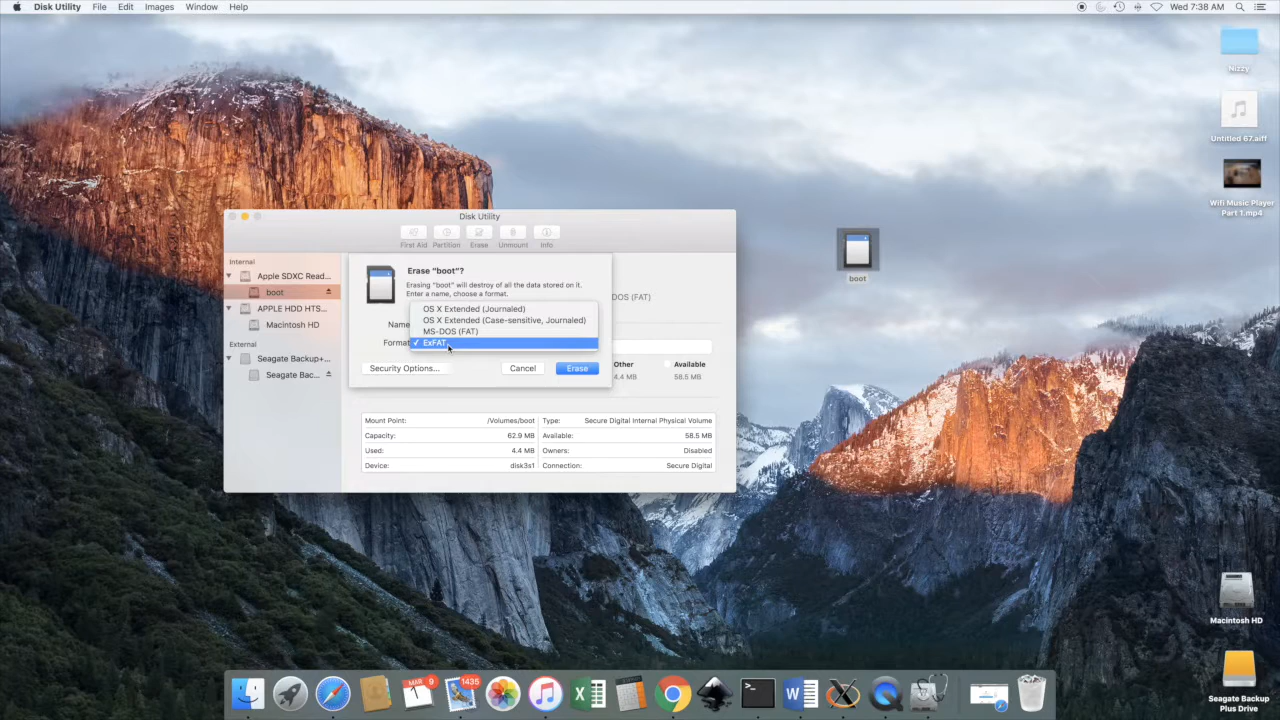 Disk Utility File Edit Images Window Help Wed 7:38 AM
Nizzy
Untitled 67.aiff
Wifi Music Player
Part 1.mp4
boot
Disk Utility
First Aid Partition Erase Unmount Info
Internal
Apple SDXC Read...
boot
APPLE HDD HTS...
Macintosh HD
External
Seagate Backup+...
Seagate Bac...
Erase "boot"?
Erasing "boot" will destroy of all the data stored on it.
Enter a name, choose a format.
DOS (FAT)
Name
Format
OS X Extended (Journaled)
OS X Extended (Case-sensitive, Journaled)
MS-DOS (FAT)
✓ ExFAT
Security Options... Cancel Erase
Other Available
4.4 MB 58.5 MB
Mount Point: /Volumes/boot Type: Secure Digital Internal Physical Volume
Capacity: 62.9 MB Available: 58.5 MB
Used: 4.4 MB Owners: Disabled
Device: disk3s1 Connection: Secure Digital
Macintosh HD
Seagate Backup
Plus Drive
MAR 9
1
1435